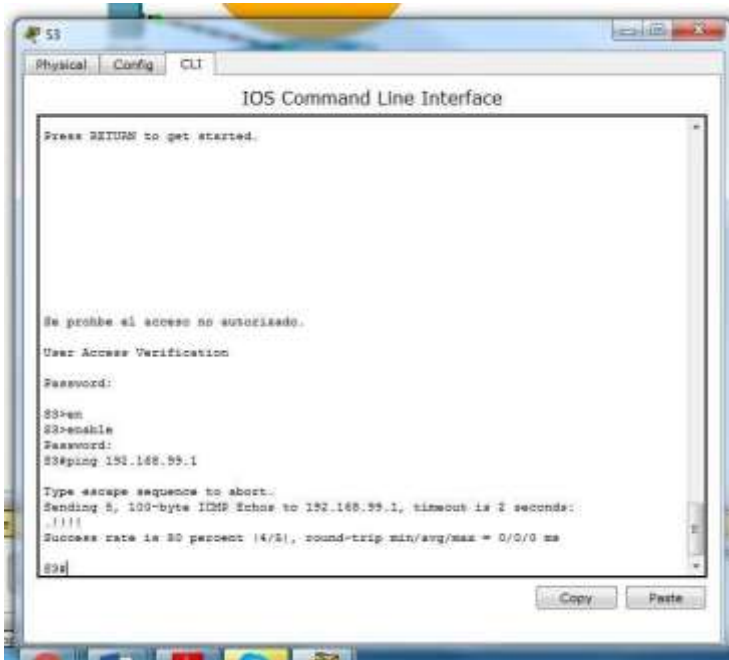 S3
Physical Config CLI
IOS Command Line Interface
Press RETURN to get started.
Se prohbe el acceso no autorizado.
User Access Verification
Password:
S3>en
S3>enable
Password:
S3#ping 192.168.99.1
Type escape sequence to abort.
Sending 5, 100-byte ICMP Echos to 192.168.99.1, timeout is 2 seconds:
.!!!!
Success rate is 80 percent (4/5), round-trip min/avg/max = 0/0/0 ms
S3#
Copy Paste